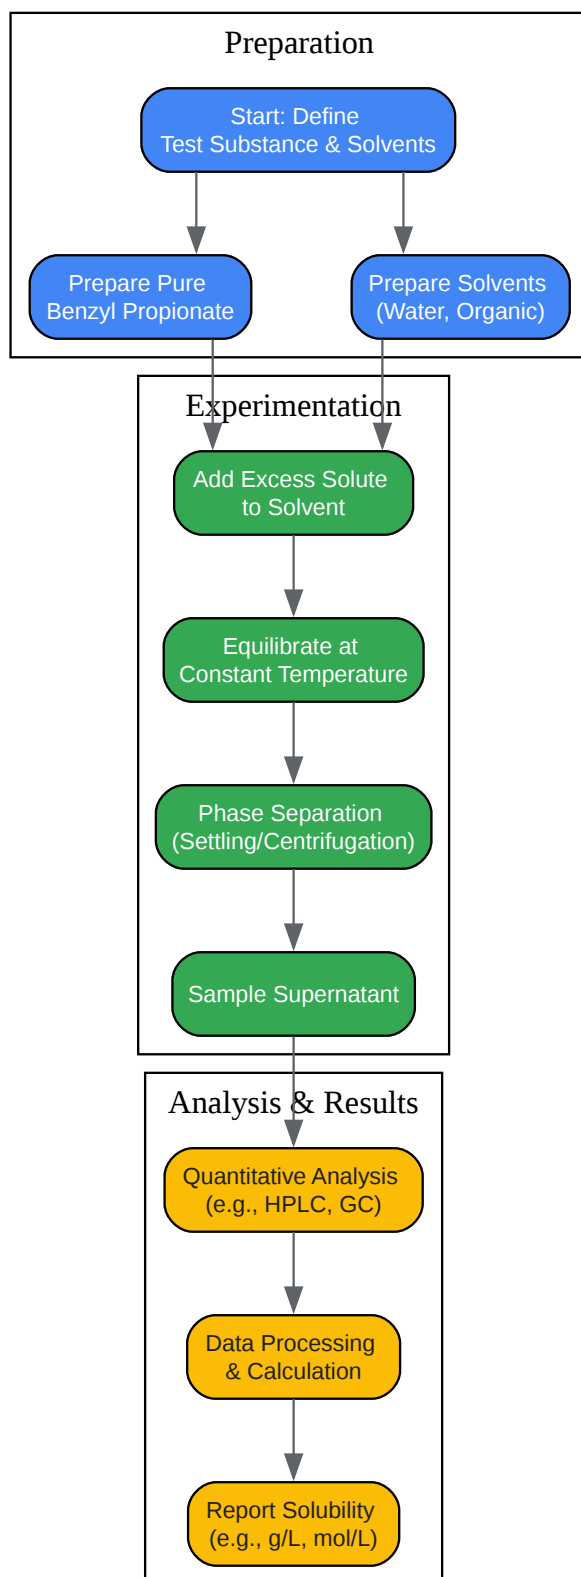 Preparation
Start: Define
Test Substance & Solvents
Prepare Pure
Benzyl Propionate
Prepare Solvents
(Water, Organic)
Experimentation
Add Excess Solute
to Solvent
Equilibrate at
Constant Temperature
Phase Separation
(Settling/Centrifugation)
Sample Supernatant
Analysis & Results
Quantitative Analysis
(e.g., HPLC, GC)
Data Processing
& Calculation
Report Solubility
(e.g., g/L, mol/L)